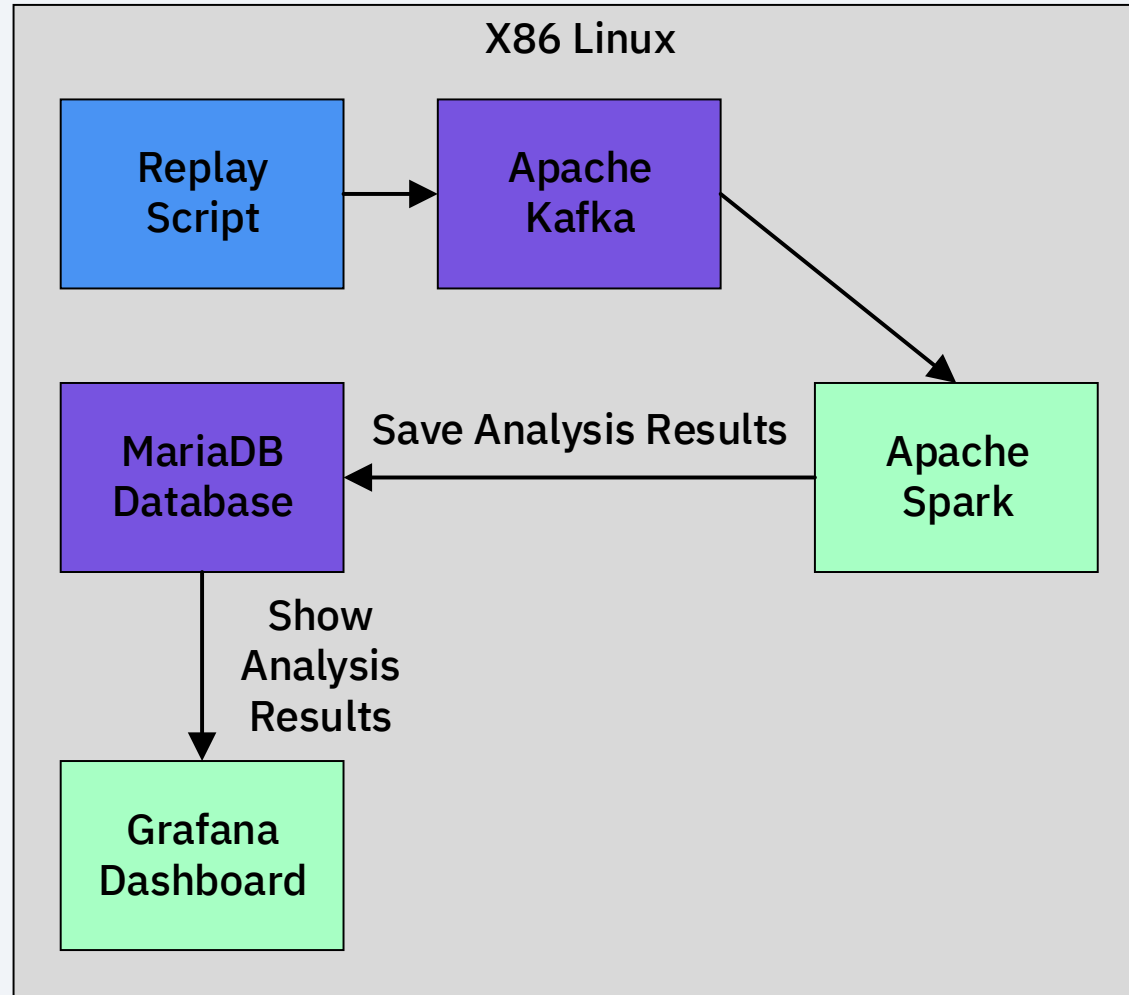 X86 Linux
Replay
Script
Apache
Kafka
MariaDB
Database
Save Analysis Results
Apache
Spark
Show
Analysis
Results
Grafana
Dashboard